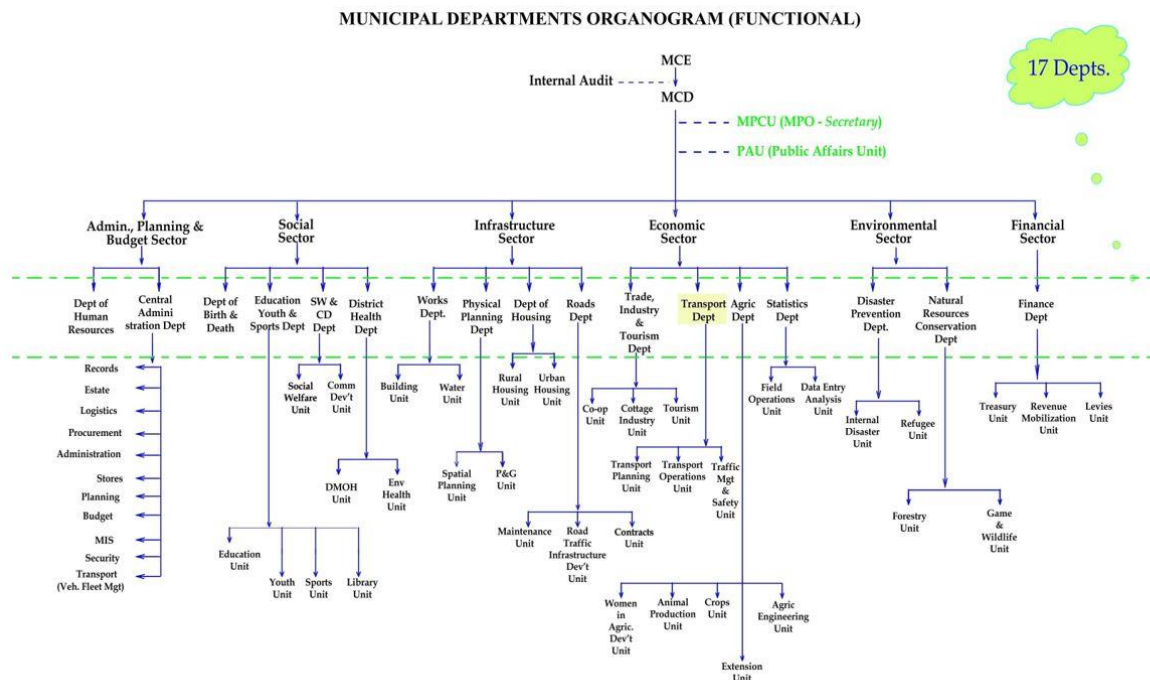 MUNICIPAL DEPARTMENTS ORGANOGRAM (FUNCTIONAL)
17 Depts.
MCE
Internal Audit
MCD
MPCU (MPO - Secretary)
PAU (Public Affairs Unit)
Admin., Planning &
Budget Sector
Social
Sector
Infrastructure
Sector
Economic
Sector
Environmental
Sector
Financial
Sector
Dept of
Human
Resources
Central
Admini
stration Dept
Dept of
Birth &
Death
Education
Youth &
Sports Dept
SW &
CD
Dept
District
Health
Dept
Works
Dept.
Physical
Planning
Dept
Dept of
Housing
Roads
Dept
Trade,
Industry
&
Tourism
Dept
Transport
Dept
Agric
Dept
Statistics
Dept
Disaster
Prevention
Dept.
Natural
Resources
Conservation
Dept
Finance
Dept
Records
Estate
Logistics
Procurement
Administration
Stores
Planning
Budget
MIS
Security
Transport
(Veh. Fleet Mgt)
Social
Welfare
Unit
Comm
Dev't
Unit
Building
Unit
Water
Unit
Rural
Housing
Unit
Urban
Housing
Unit
Co-op
Unit
Cottage
Industry
Unit
Tourism
Unit
Field
Operations
Unit
Data Entry
Analysis
Unit
Internal
Disaster
Unit
Refugee
Unit
Treasury
Unit
Revenue
Mobilization
Unit
Levies
Unit
DMOH
Unit
Env
Health
Unit
Spatial
Planning
Unit
P&G
Unit
Transport
Planning
Unit
Transport
Operations
Unit
Traffic
Mgt
&
Safety
Unit
Forestry
Unit
Game
&
Wildlife
Unit
Education
Unit
Youth
Unit
Sports
Unit
Library
Unit
Maintenance
Unit
Road
Traffic
Infrastructure
Dev't Unit
Contracts
Unit
Women
in
Agric.
Dev't
Unit
Animal
Production
Unit
Crops
Unit
Agric
Engineering
Unit
Extension
Unit